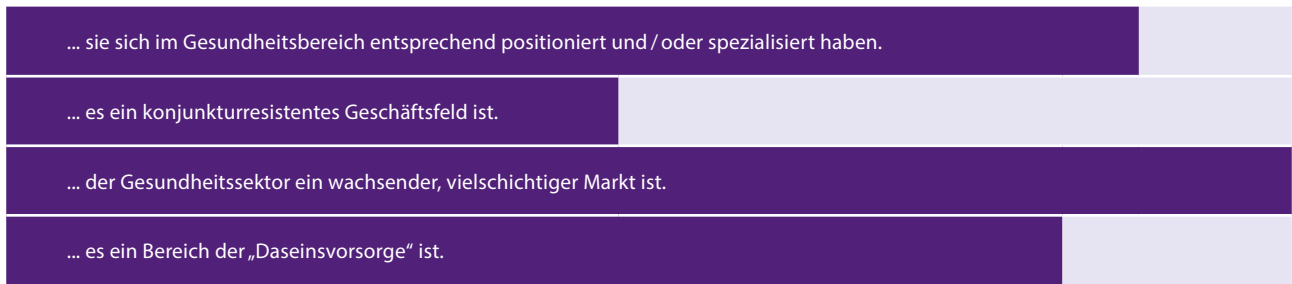 ... sie sich im Gesundheitsbereich entsprechend positioniert und / oder spezialisiert haben.
... es ein konjunkturresistentes Geschäftsfeld ist.
... der Gesundheitssektor ein wachsender, vielschichtiger Markt ist.
... es ein Bereich der „Daseinsvorsorge“ ist.